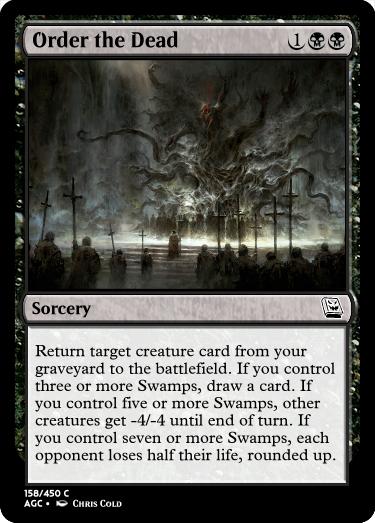 Order the Dead 1
Sorcery
Return target creature card from your
graveyard to the battlefield. If you control
three or more Swamps, draw a card. If
you control five or more Swamps, other
creatures get -4/-4 until end of turn. If
you control seven or more Swamps, each
opponent loses half their life, rounded up.
158/450 C
AGC • Chris Cold